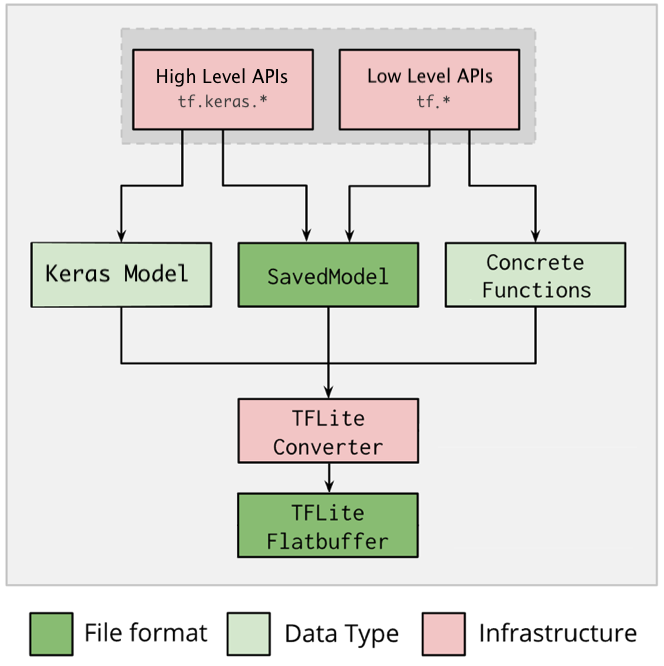 High Level APIs
tf.keras.*
Low Level APIs
tf.*
Keras Model
SavedModel
Concrete
Functions
TFLite
Converter
TFLite
Flatbuffer
File format
Data Type
Infrastructure